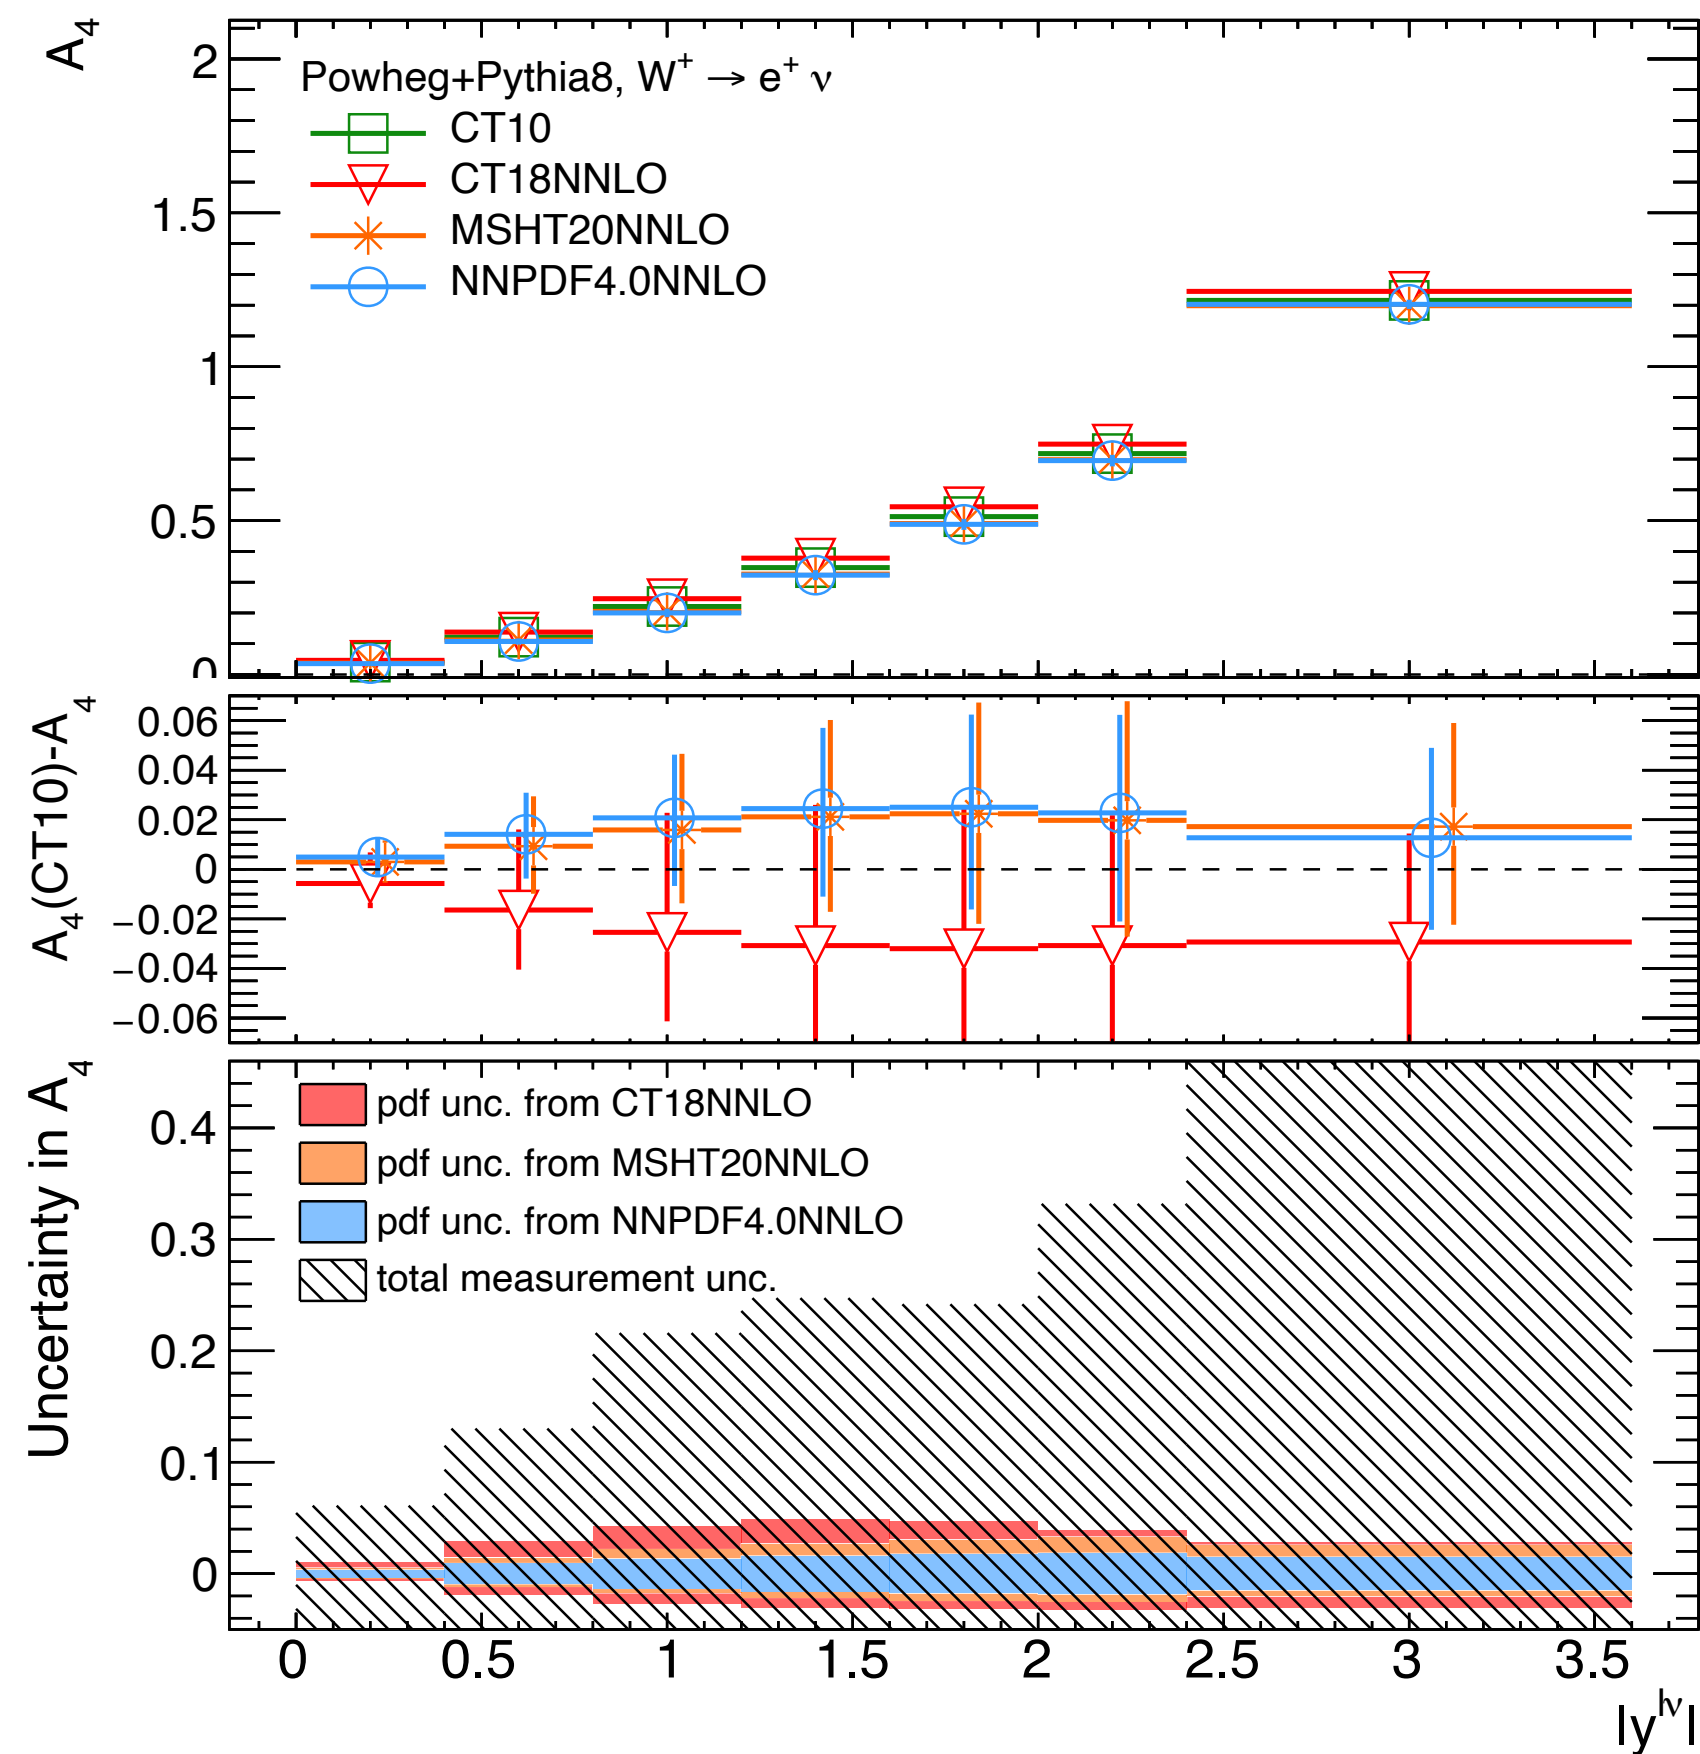 A4
2
1.5
1
0.5
0
Powheg+Pythia8, W+ → e+ ν
CT10
CT18NNLO
MSHT20NNLO
NNPDF4.0NNLO
A4(CT10)-A4
0.06
0.04
0.02
0
−0.02
−0.04
−0.06
Uncertainty in A4
0.4
0.3
0.2
0.1
0
pdf unc. from CT18NNLO
pdf unc. from MSHT20NNLO
pdf unc. from NNPDF4.0NNLO
total measurement unc.
0 0.5 1 1.5 2 2.5 3 3.5
|y^lν|